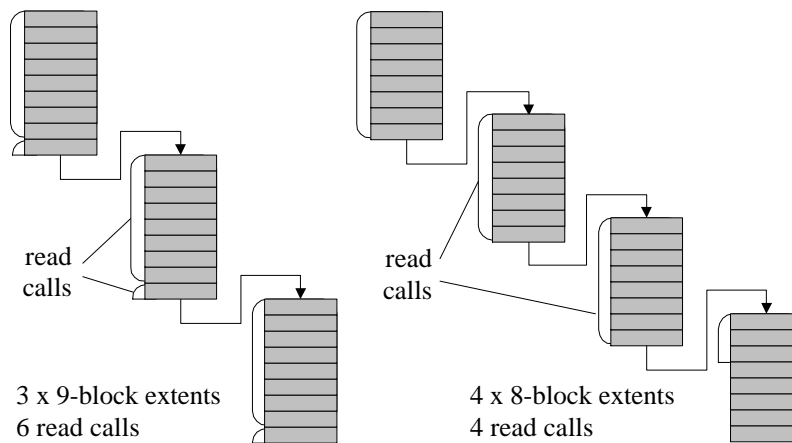 read
calls
3 x 9-block extents
6 read calls
read
calls
4 x 8-block extents
4 read calls